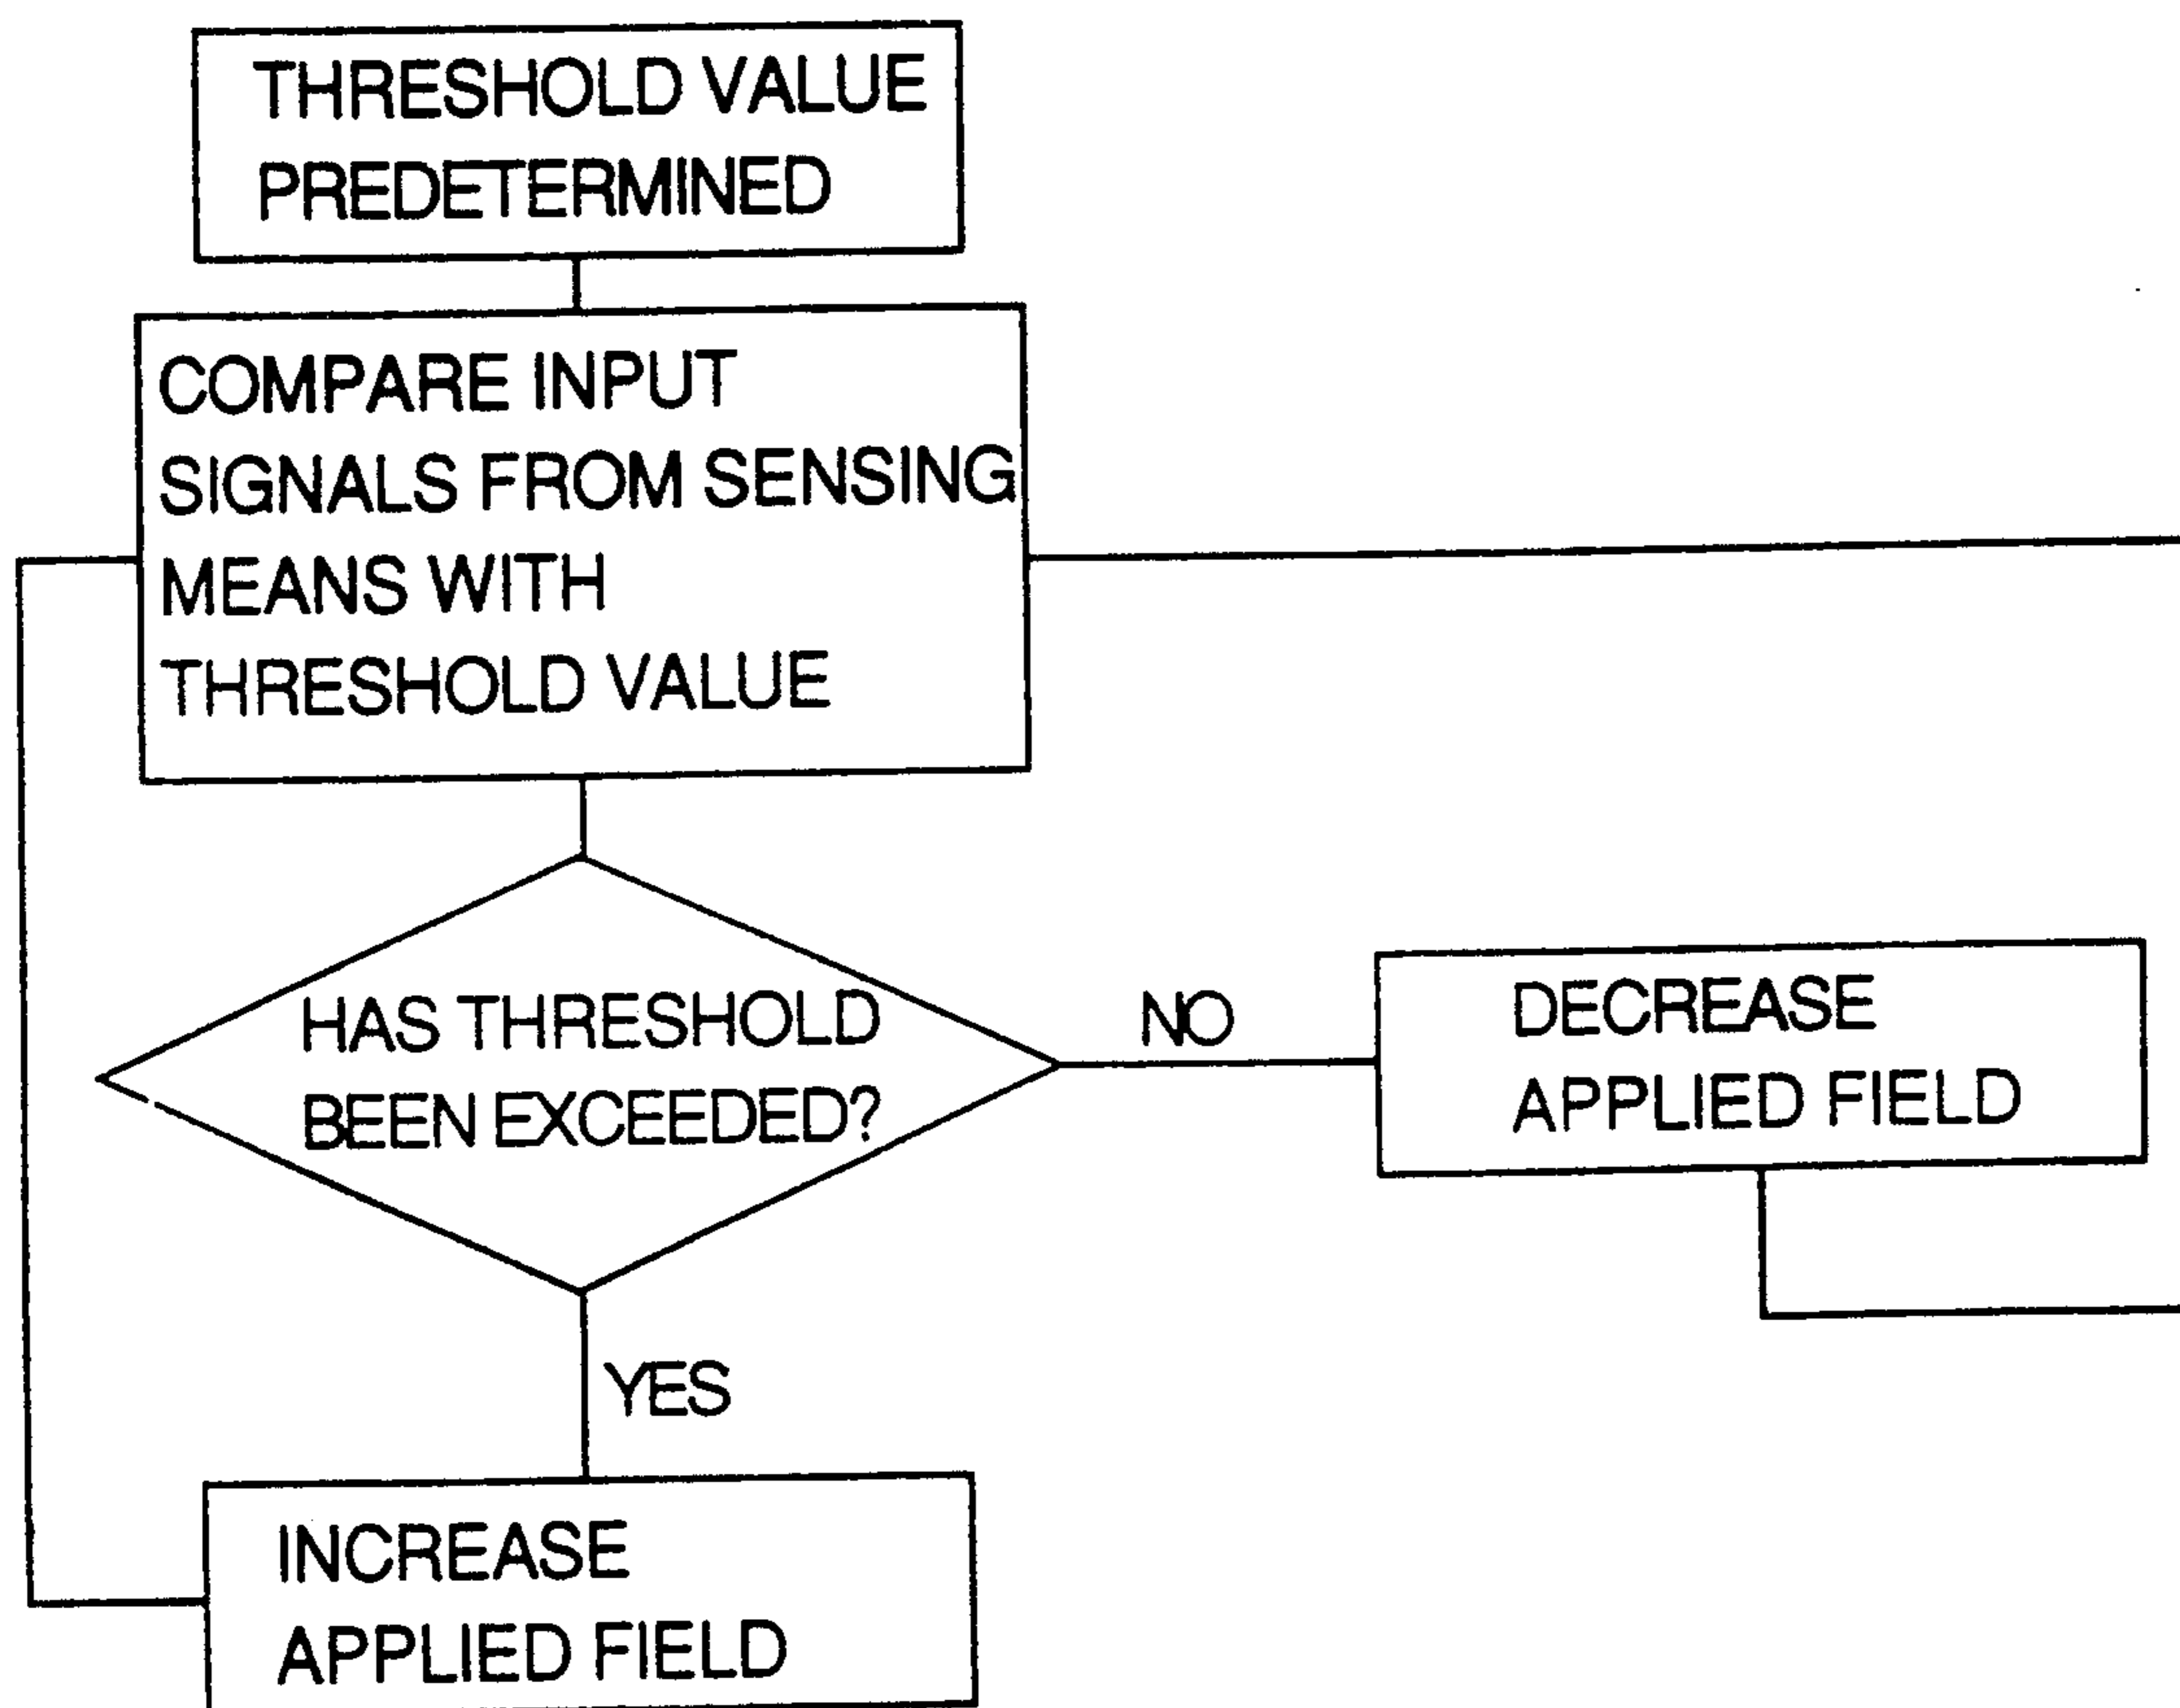 THRESHOLD VALUE
PREDETERMINED
COMPARE INPUT
SIGNALS FROM SENSING
MEANS WITH
THRESHOLD VALUE
HAS THRESHOLD
BEEN EXCEEDED?
NO
DECREASE
APPLIED FIELD
YES
INCREASE
APPLIED FIELD